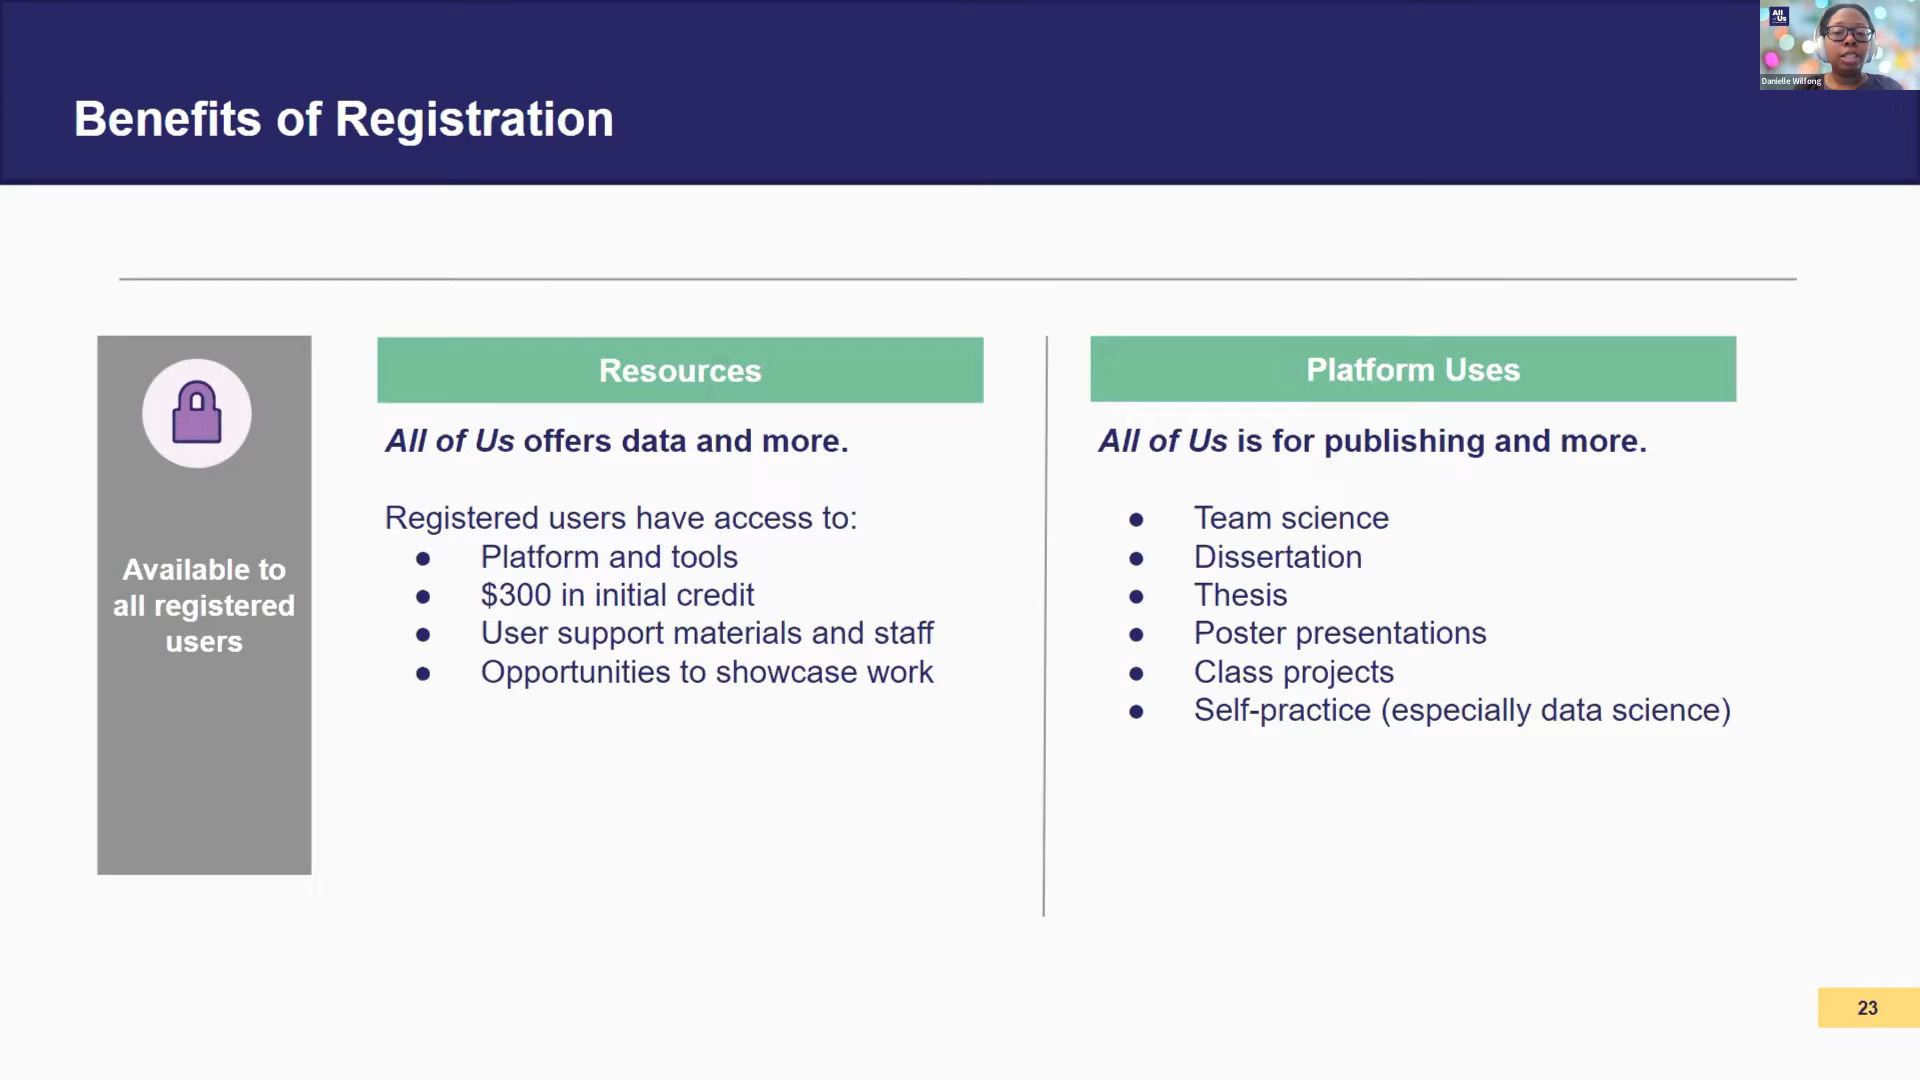 All
of Us
Danielle Wilfong
Benefits of Registration
Available to
all registered
users
Resources
All of Us offers data and more.
Registered users have access to:
● Platform and tools
● $300 in initial credit
● User support materials and staff
● Opportunities to showcase work
Platform Uses
All of Us is for publishing and more.
● Team science
● Dissertation
● Thesis
● Poster presentations
● Class projects
● Self-practice (especially data science)
23